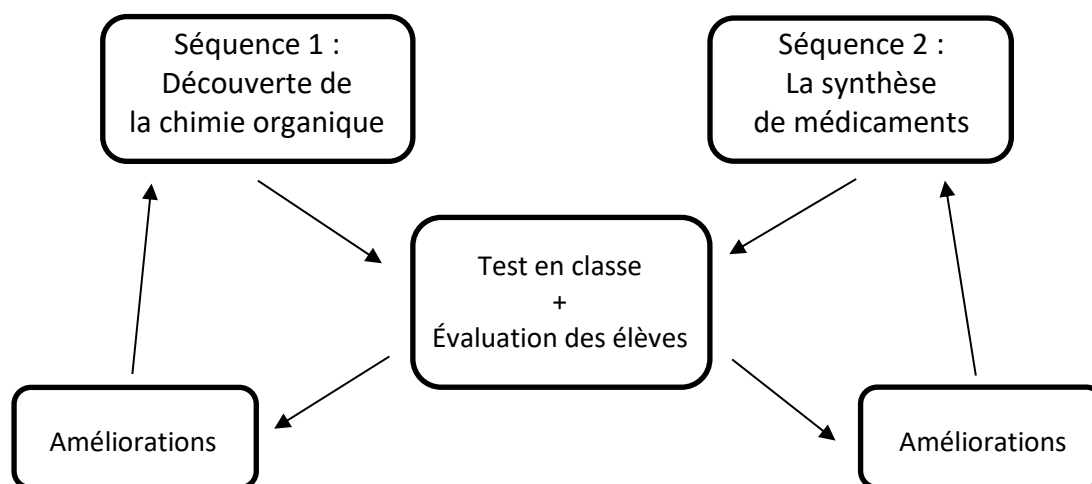 Séquence 1 :
Découverte de
la chimie organique
Séquence 2 :
La synthèse
de médicaments
Test en classe
+
Évaluation des élèves
Améliorations
Améliorations